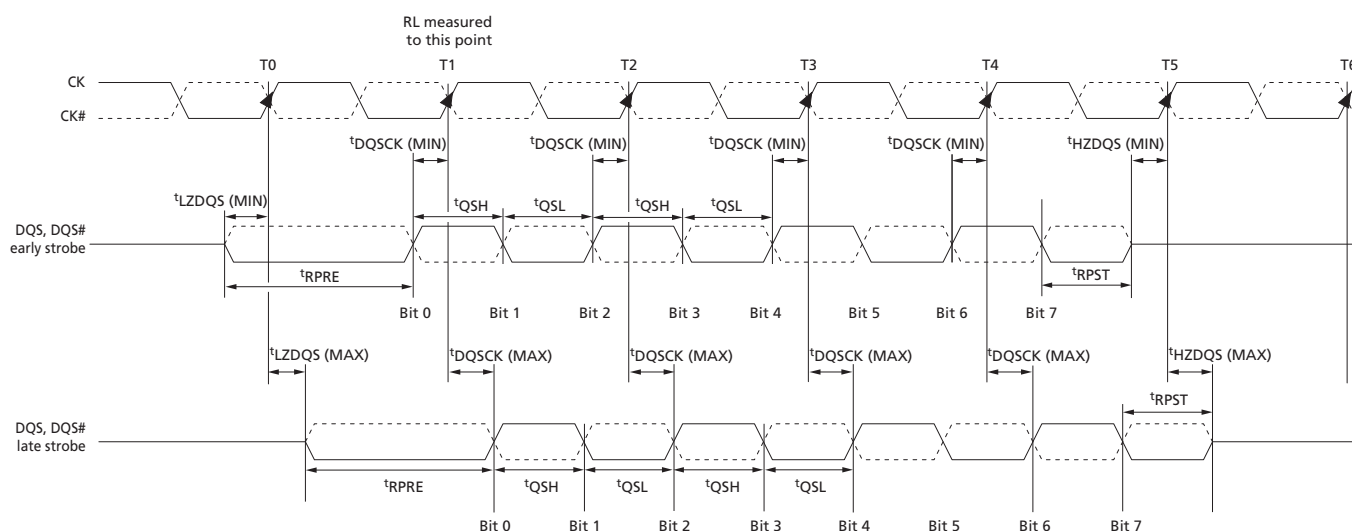 RL measured
to this point
T0 T1 T2 T3 T4 T5 T6
CK
CK#
tDQSCK (MIN) tDQSCK (MIN) tDQSCK (MIN) tDQSCK (MIN) tHZDQS (MIN)
tLZDQS (MIN)
tQSH tQSL tQSH tQSL
DQS, DQS#
early strobe
tRPRE
tRPST
Bit 0 Bit 1 Bit 2 Bit 3 Bit 4 Bit 5 Bit 6 Bit 7
tLZDQS (MAX) tDQSCK (MAX) tDQSCK (MAX) tDQSCK (MAX) tDQSCK (MAX) tHZDQS (MAX)
tRPST
DQS, DQS#
late strobe
tRPRE
tQSH tQSL tQSH tQSL
Bit 0 Bit 1 Bit 2 Bit 3 Bit 4 Bit 5 Bit 6 Bit 7